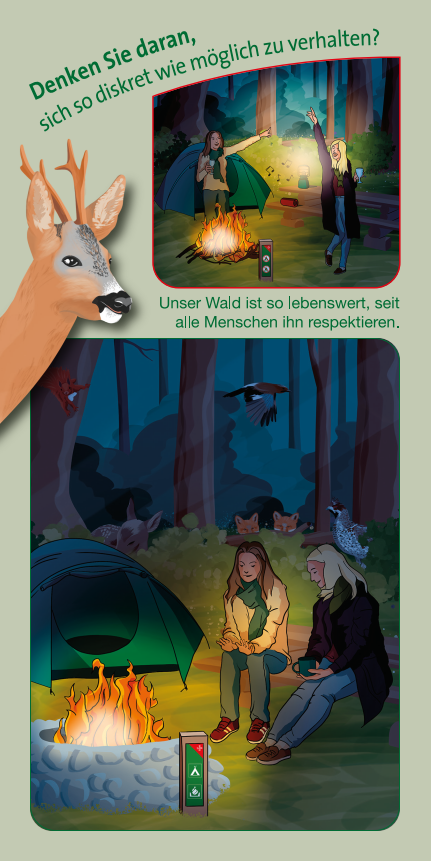 Denken Sie daran,
sich so diskret wie möglich zu verhalten?
Unser Wald ist so lebenswert, seit
alle Menschen ihn respektieren.